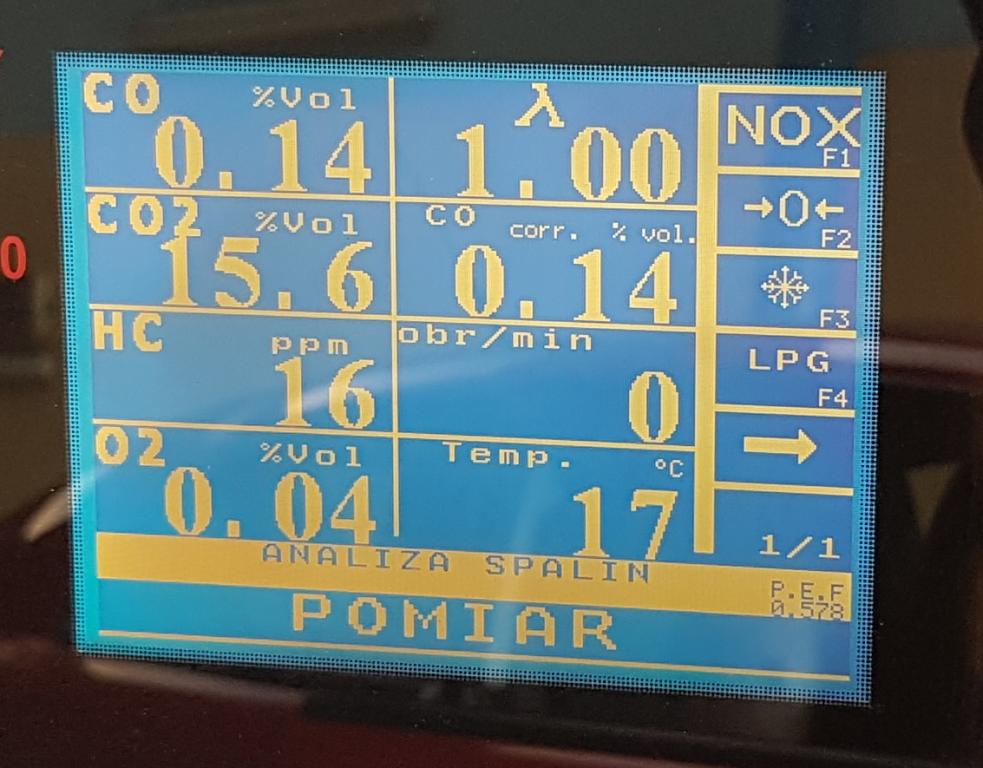 CO %Vol
0.14
λ
1.00
CO2 %Vol
15.6
CO corr. % vol.
0.14
HC ppm
16
obr/min
0
O2 %Vol
0.04
Temp. °C
17
NOX
F1
→0←
F2
F3
LPG
F4
1/1
ANALIZA SPALIN
P.E.F
0.578
POMIAR
0